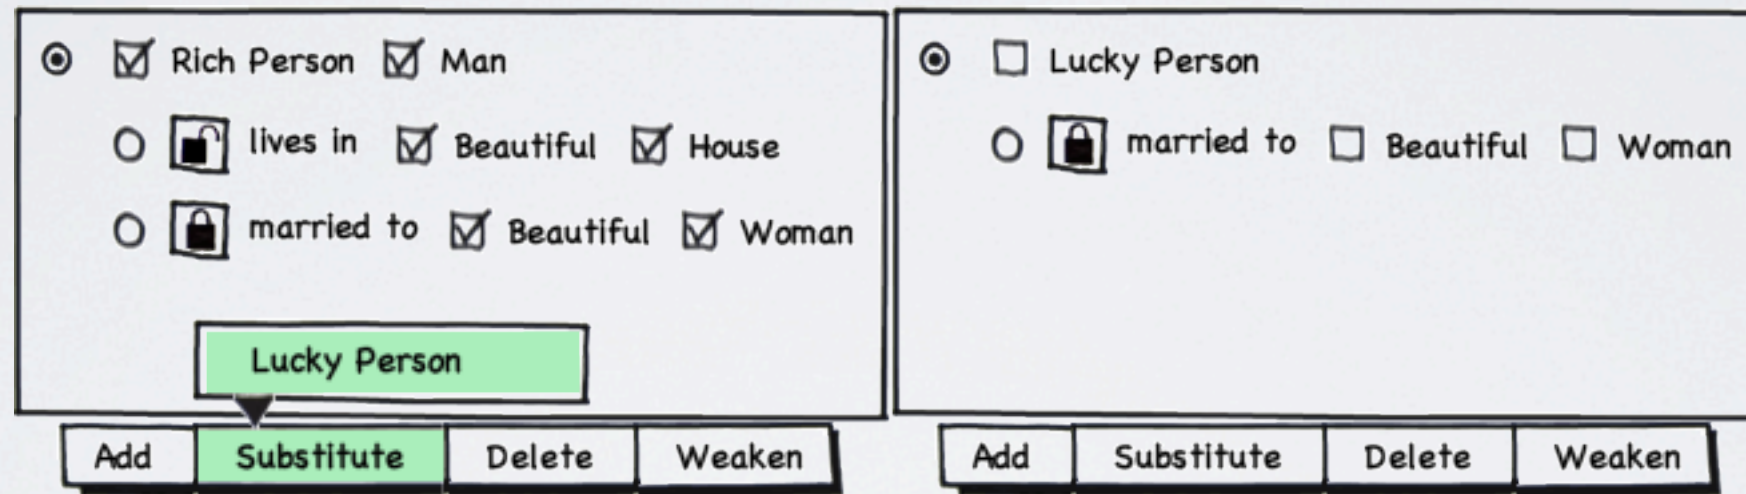 Rich Person Man
lives in Beautiful House
married to Beautiful Woman
Lucky Person
Add Substitute Delete Weaken
Lucky Person
married to Beautiful Woman
Add Substitute Delete Weaken